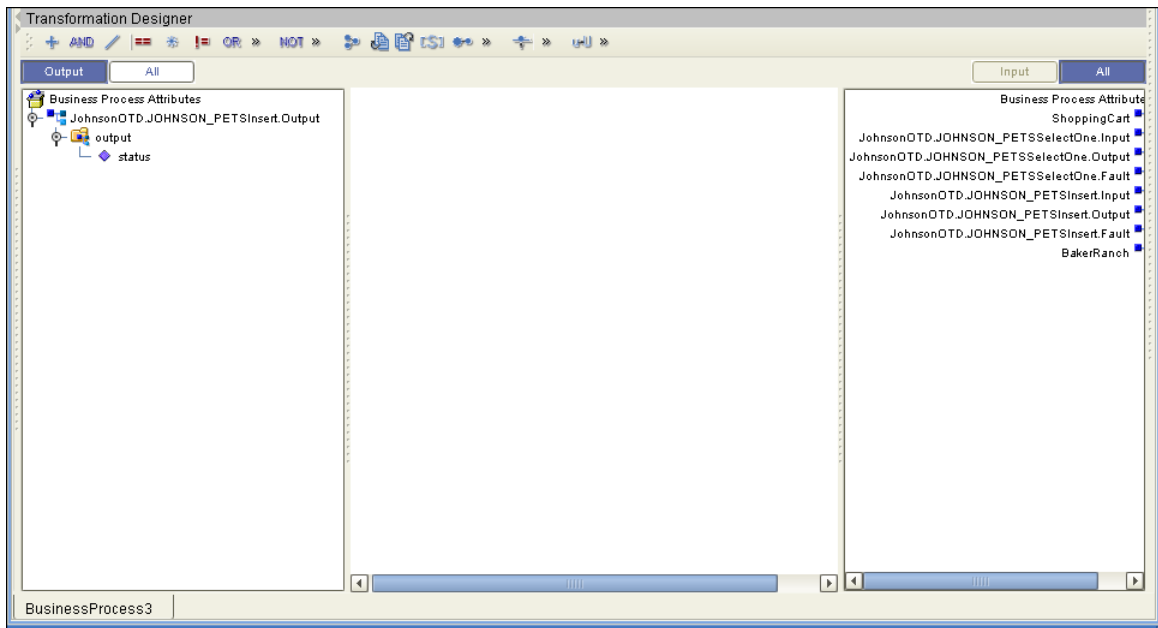 Transformation Designer
AND == != OR » NOT » [S] » » »
Output All Input All
Business Process Attributes
JohnsonOTD.JOHNSON_PETSInsert.Output
output
status
Business Process Attribute
ShoppingCart
JohnsonOTD.JOHNSON_PETSSelectOne.Input
JohnsonOTD.JOHNSON_PETSSelectOne.Output
JohnsonOTD.JOHNSON_PETSSelectOne.Fault
JohnsonOTD.JOHNSON_PETSInsert.Input
JohnsonOTD.JOHNSON_PETSInsert.Output
JohnsonOTD.JOHNSON_PETSInsert.Fault
BakerRanch
BusinessProcess3